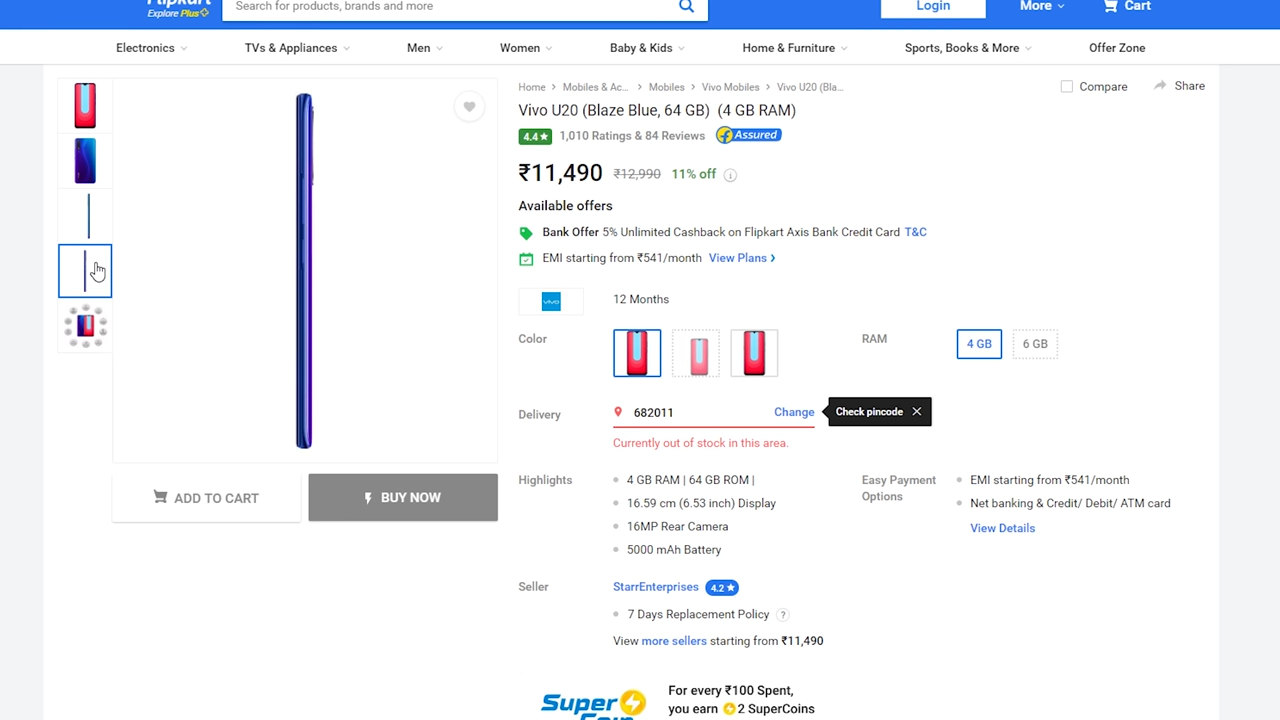 Flipkart
Explore Plus
Search for products, brands and more
Login
More
Cart
Electronics
TVs & Appliances
Men
Women
Baby & Kids
Home & Furniture
Sports, Books & More
Offer Zone
Home > Mobiles & Ac... > Mobiles > Vivo Mobiles > Vivo U20 (Bla...
Compare
Share
Vivo U20 (Blaze Blue, 64 GB) (4 GB RAM)
4.4★ 1,010 Ratings & 84 Reviews Assured
₹11,490 ₹12,990 11% off
Available offers
Bank Offer 5% Unlimited Cashback on Flipkart Axis Bank Credit Card T&C
EMI starting from ₹541/month View Plans >
vivo
12 Months
Color
RAM
4 GB
6 GB
Delivery
682011
Change
Check pincode
Currently out of stock in this area.
ADD TO CART
BUY NOW
Highlights
4 GB RAM | 64 GB ROM |
16.59 cm (6.53 inch) Display
16MP Rear Camera
5000 mAh Battery
Easy Payment
Options
EMI starting from ₹541/month
Net banking & Credit/ Debit/ ATM card
View Details
Seller
StarrEnterprises 4.2★
7 Days Replacement Policy ?
View more sellers starting from ₹11,490
Super
Coin
For every ₹100 Spent,
you earn 2 SuperCoins